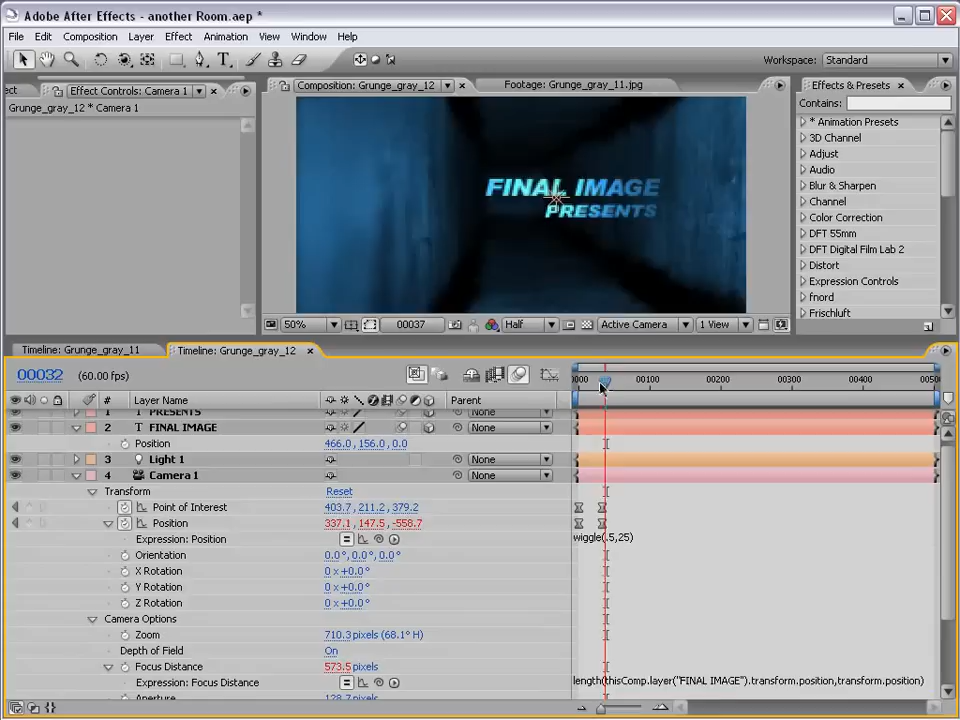 Adobe After Effects - another Room.aep *
File Edit Composition Layer Effect Animation View Window Help
Workspace: Standard
ect Effect Controls: Camera 1
Composition: Grunge_gray_12
Footage: Grunge_gray_11.jpg
Effects & Presets
Grunge_gray_12 * Camera 1
Contains:
* Animation Presets
3D Channel
Adjust
Audio
Blur & Sharpen
Channel
Color Correction
DFT 55mm
DFT Digital Film Lab 2
Distort
Expression Controls
fnord
Frischluft
FINAL IMAGE
PRESENTS
50% 00037 Half Active Camera 1 View
Timeline: Grunge_gray_11 Timeline: Grunge_gray_12
00032 (60.00 fps)
0000 00100 00200 00300 00400 0050
# Layer Name Parent
1 T PRESENTS None
2 T FINAL IMAGE None
Position 466.0, 156.0, 0.0
3 Light 1 None
4 Camera 1 None
Transform Reset
Point of Interest 403.7, 211.2, 379.2
Position 337.1, 147.5, -558.7
Expression: Position wiggle(.5,25)
Orientation 0.0°, 0.0°, 0.0°
X Rotation 0 x +0.0°
Y Rotation 0 x +0.0°
Z Rotation 0 x +0.0°
Camera Options
Zoom 710.3 pixels (68.1° H)
Depth of Field On
Focus Distance 573.5 pixels
Expression: Focus Distance length(thisComp.layer("FINAL IMAGE").transform.position,transform.position)
Aperture 128.7 pixels